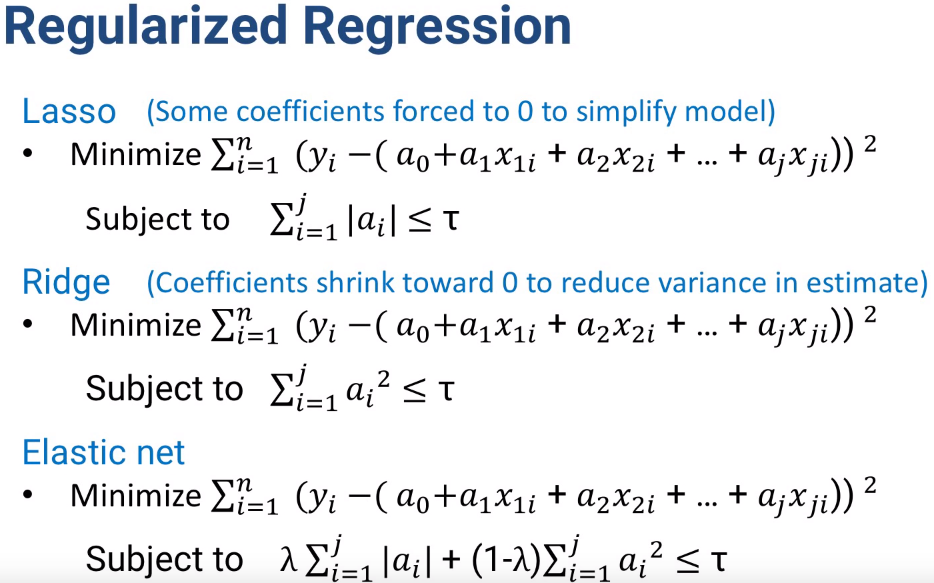 Regularized Regression
Lasso (Some coefficients forced to 0 to simplify model)
• Minimize ∑ⁿᵢ₌₁ (yᵢ −( a₀+a₁x₁ᵢ + a₂x₂ᵢ + ... + aⱼxⱼᵢ)) ²
Subject to ∑ʲᵢ₌₁ |aᵢ| ≤ τ
Ridge (Coefficients shrink toward 0 to reduce variance in estimate)
• Minimize ∑ⁿᵢ₌₁ (yᵢ −( a₀+a₁x₁ᵢ + a₂x₂ᵢ + ... + aⱼxⱼᵢ)) ²
Subject to ∑ʲᵢ₌₁ aᵢ² ≤ τ
Elastic net
• Minimize ∑ⁿᵢ₌₁ (yᵢ −( a₀+a₁x₁ᵢ + a₂x₂ᵢ + ... + aⱼxⱼᵢ)) ²
Subject to λ ∑ʲᵢ₌₁ |aᵢ| + (1-λ)∑ʲᵢ₌₁ aᵢ² ≤ τ